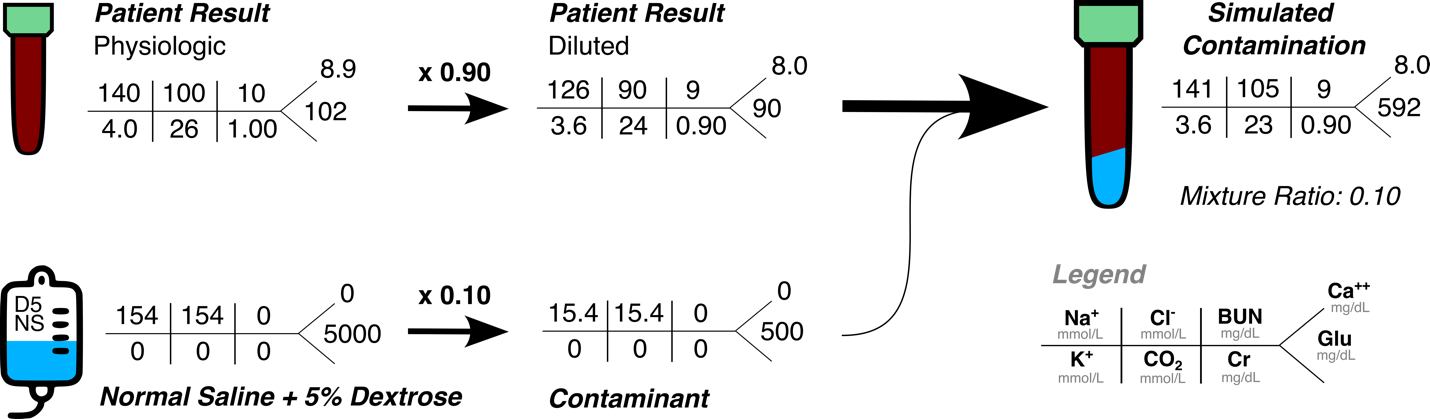 Patient Result
Physiologic
140 100 10 8.9
102
4.0 26 1.00
x 0.90
Patient Result
Diluted
126 90 9 8.0
90
3.6 24 0.90
Simulated
Contamination
141 105 9 8.0
592
3.6 23 0.90
Mixture Ratio: 0.10
D5
NS
154 154 0 0
5000
0 0 0
Normal Saline + 5% Dextrose
x 0.10
15.4 15.4 0 0
500
0 0 0
Contaminant
Legend
Na⁺ Cl⁻ BUN Ca⁺⁺
mmol/L mmol/L mg/dL mg/dL
K⁺ CO₂ Cr Glu
mmol/L mmol/L mg/dL mg/dL